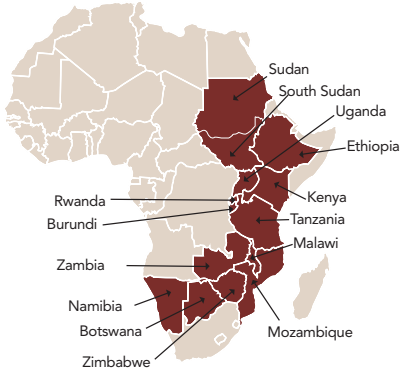 Sudan
South Sudan
Uganda
Ethiopia
Rwanda
Kenya
Burundi
Tanzania
Malawi
Zambia
Namibia
Botswana
Mozambique
Zimbabwe